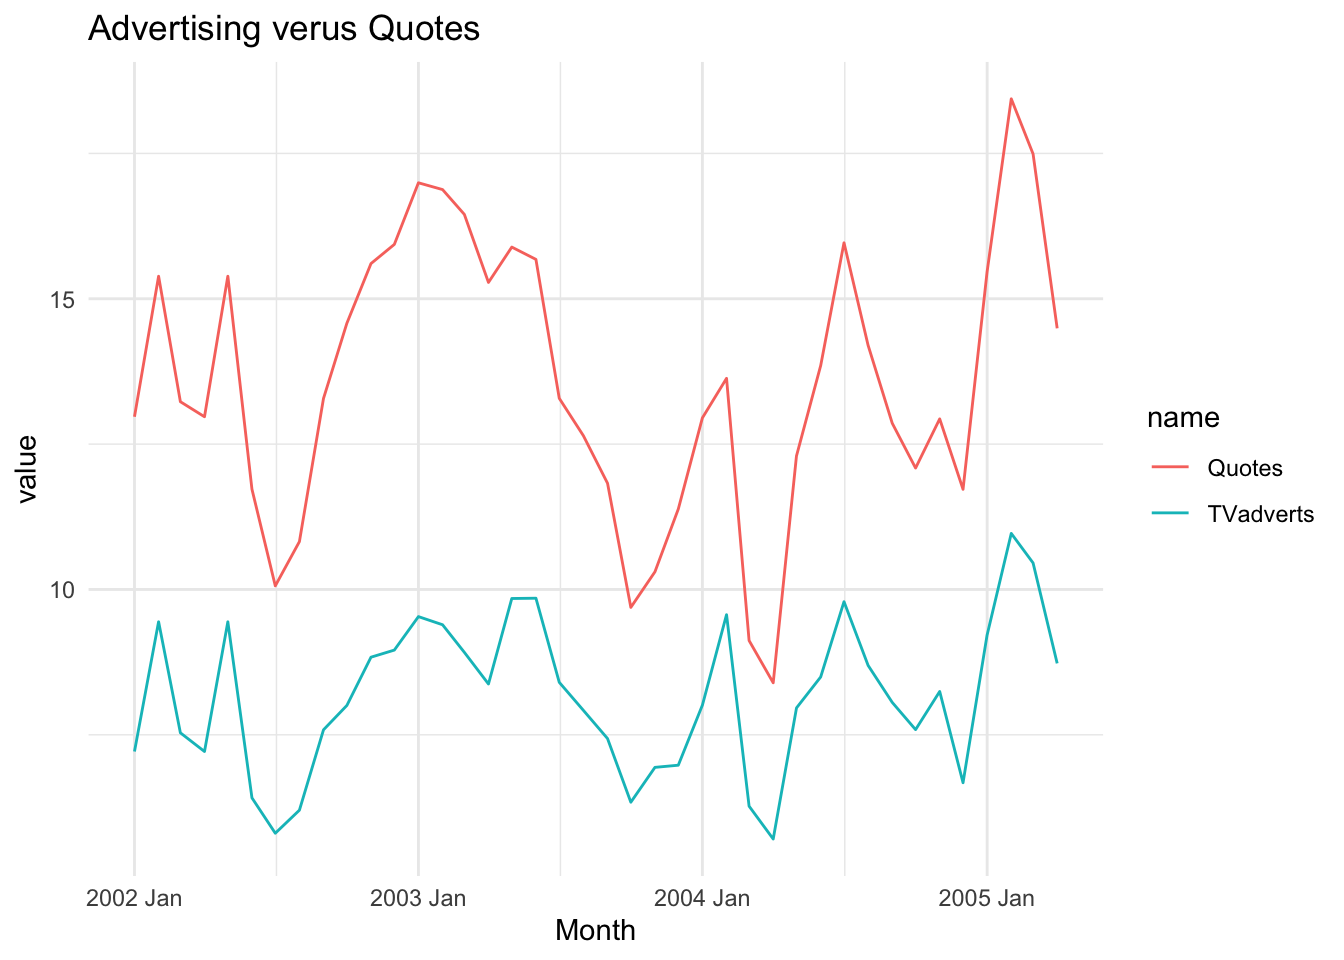 Advertising verus Quotes
15
10
value
2002 Jan
2003 Jan
2004 Jan
2005 Jan
Month
name
Quotes
TVadverts